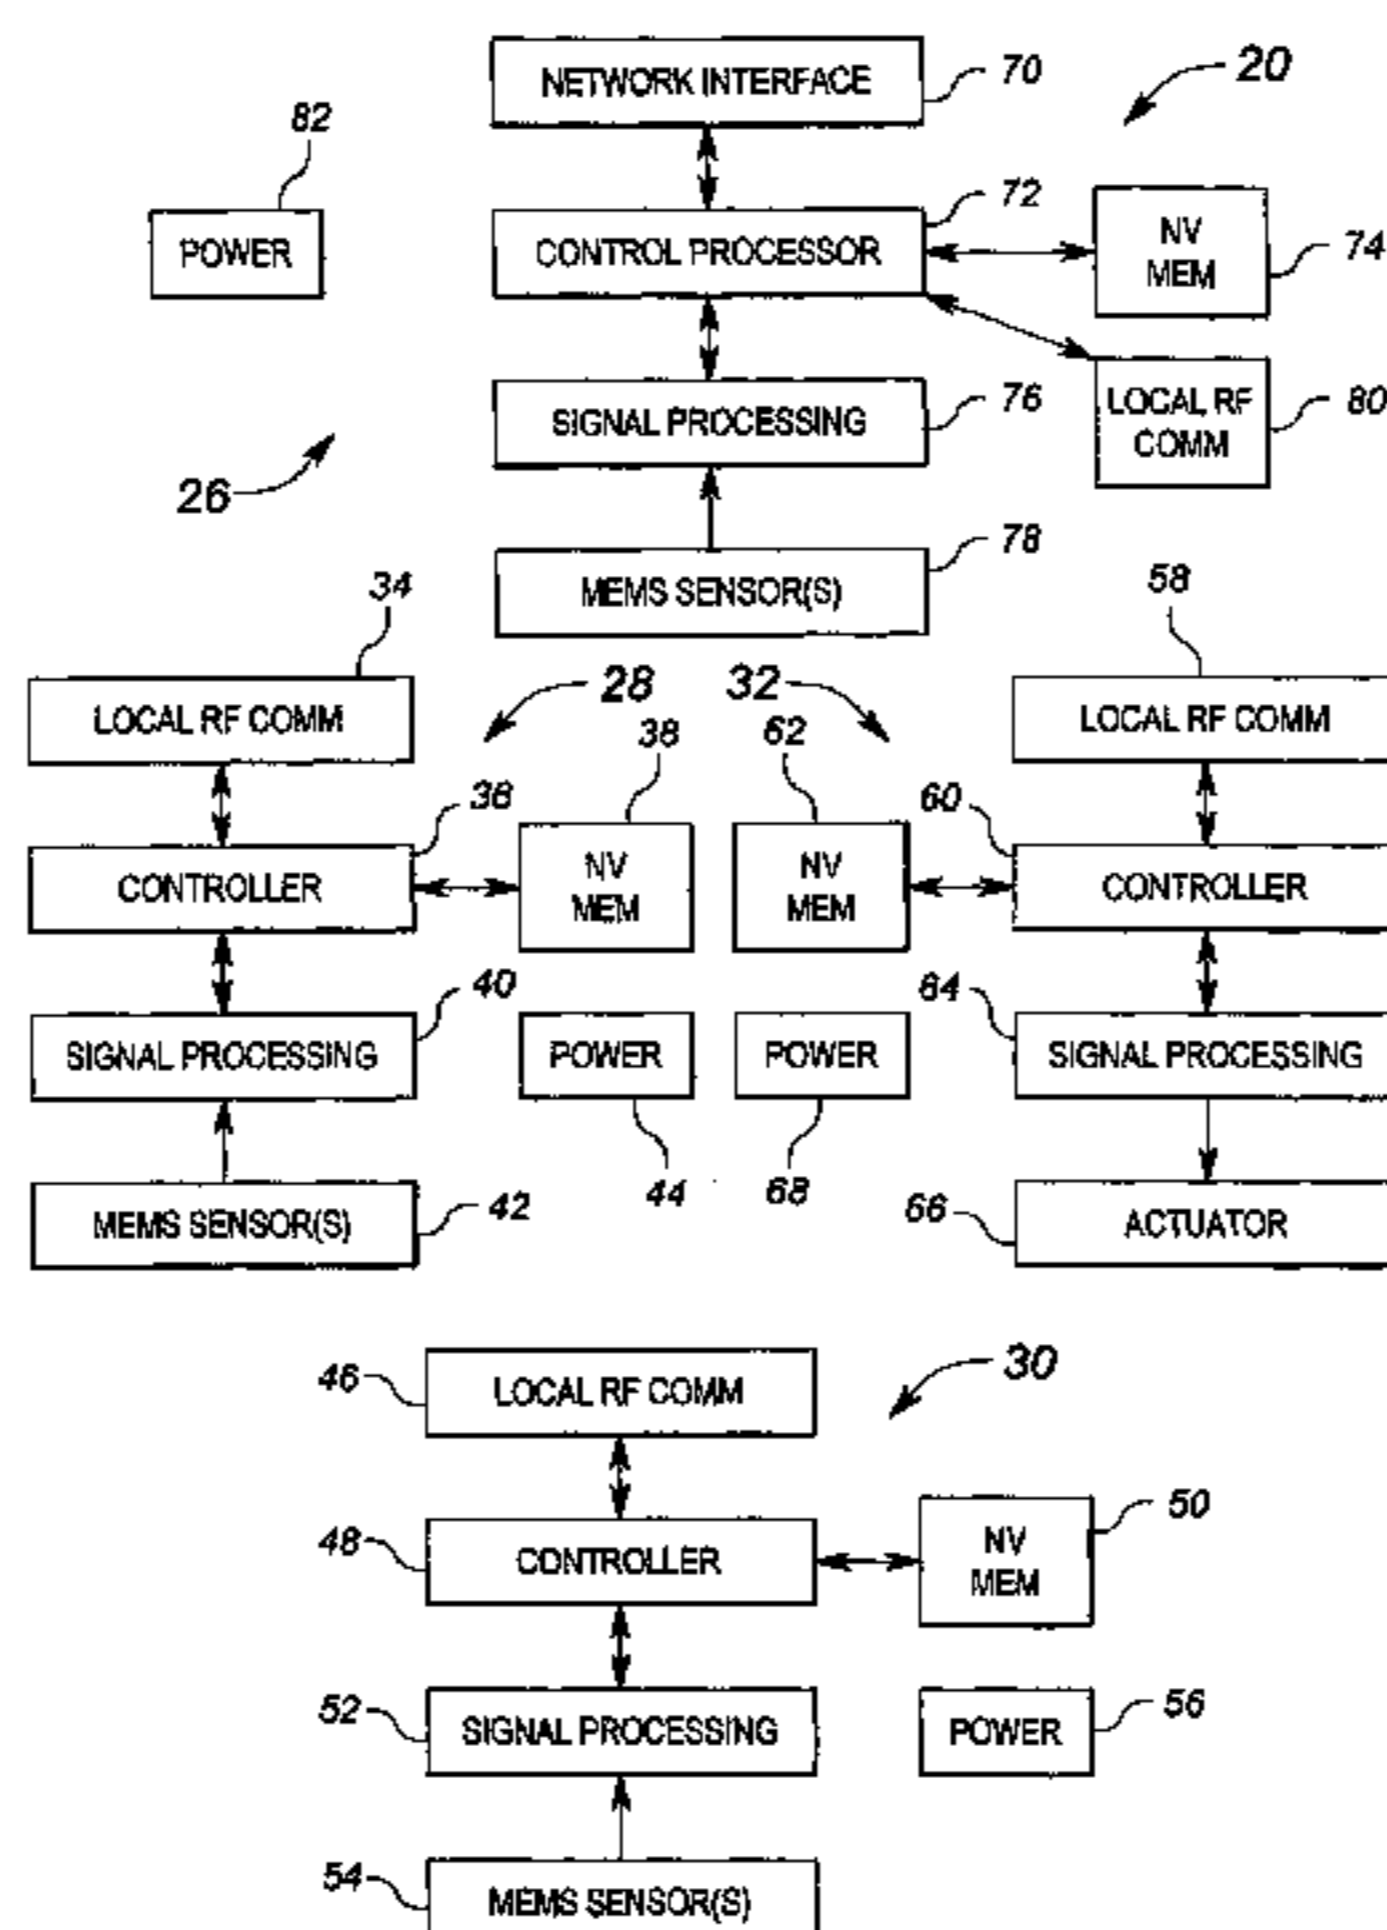 NETWORK INTERFACE
70
20
82
POWER
CONTROL PROCESSOR
72
NV
MEM
74
SIGNAL PROCESSING
76
LOCAL RF
COMM
80
26
MEMS SENSOR(S)
78
34
LOCAL RF COMM
28
32
58
LOCAL RF COMM
36
CONTROLLER
38
NV
MEM
62
NV
MEM
60
CONTROLLER
40
SIGNAL PROCESSING
POWER
44
POWER
68
64
SIGNAL PROCESSING
MEMS SENSOR(S)
42
66
ACTUATOR
46
LOCAL RF COMM
30
48
CONTROLLER
NV
MEM
50
52
SIGNAL PROCESSING
POWER
56
54
MEMS SENSOR(S)